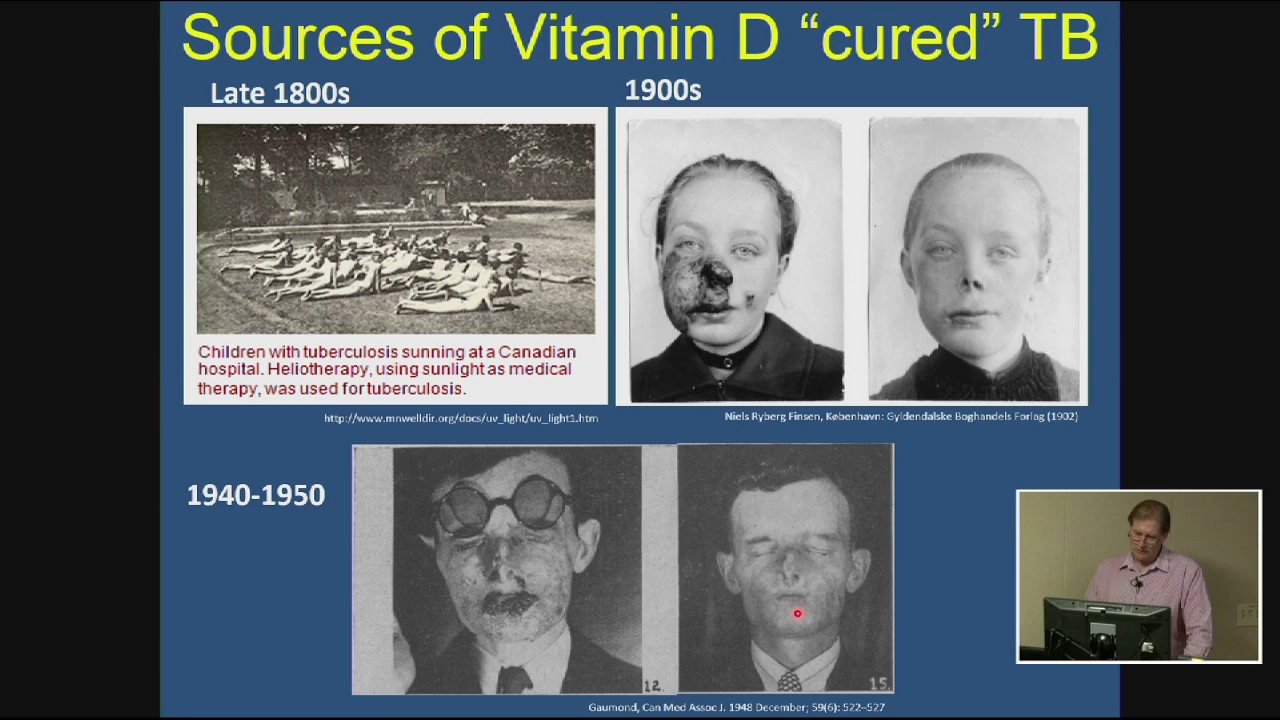 Sources of Vitamin D “cured” TB
Late 1800s
1900s
Children with tuberculosis sunning at a Canadian
hospital. Heliotherapy, using sunlight as medical
therapy, was used for tuberculosis.
http://www.mnwelldir.org/docs/uv_light/uv_light1.htm
Niels Ryberg Finsen, København: Gyldendalske Boghandels Forlag (1902)
1940-1950
12.
15.
Gaumond, Can Med Assoc J. 1948 December; 59(6): 522–527